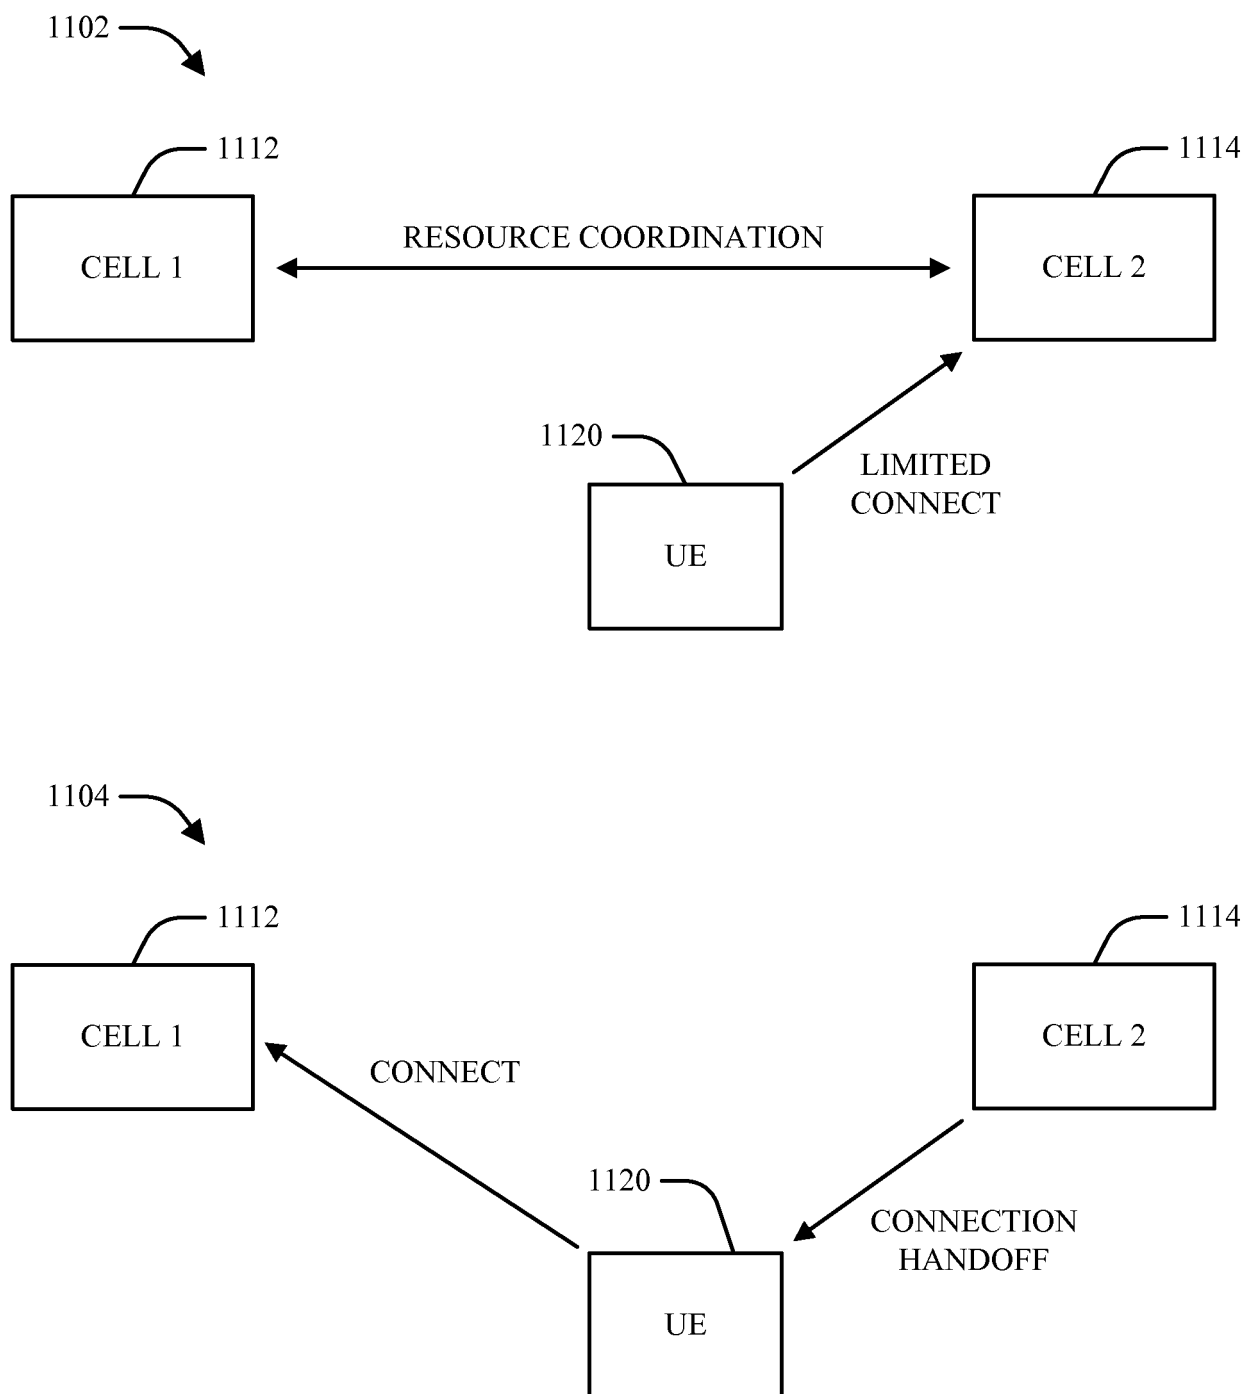 1102
1112
1114
RESOURCE COORDINATION
CELL 1
CELL 2
1120
LIMITED
CONNECT
UE
1104
1112
1114
CELL 1
CELL 2
CONNECT
1120
CONNECTION
HANDOFF
UE